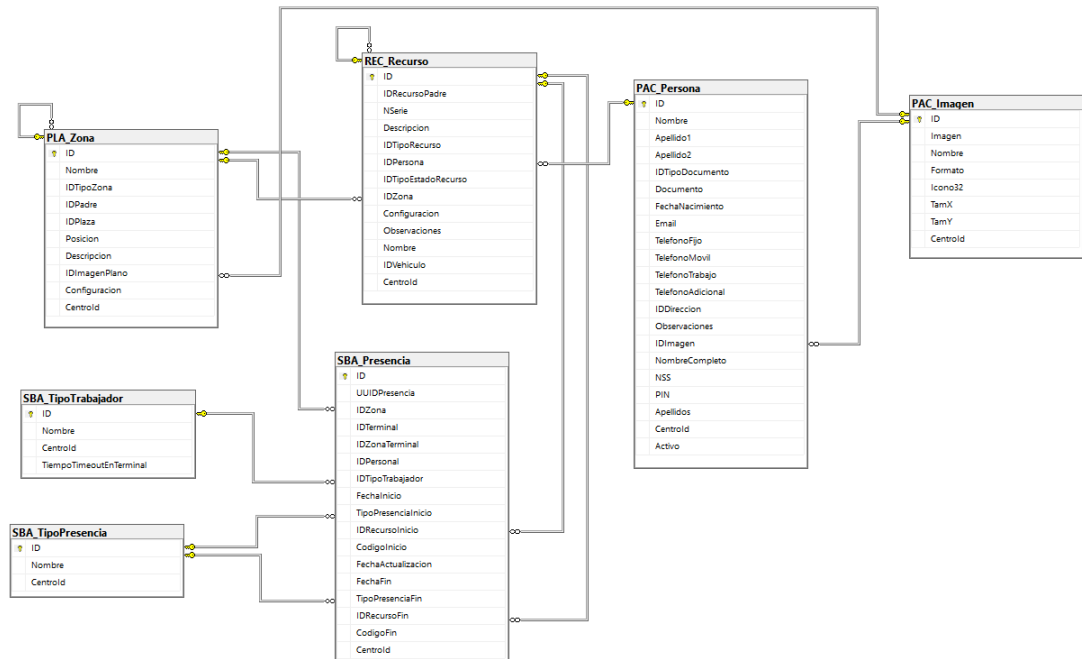 REC_Recurso
ID
IDRecursoPadre
NSerie
Descripcion
IDTipoRecurso
IDPersona
IDTipoEstadoRecurso
IDZona
Configuracion
Observaciones
Nombre
IDVehiculo
CentroId
PAC_Persona
ID
Nombre
Apellido1
Apellido2
IDTipoDocumento
Documento
FechaNacimiento
Email
TelefonoFijo
TelefonoMovil
TelefonoTrabajo
TelefonoAdicional
IDDireccion
Observaciones
IDImagen
NombreCompleto
NSS
PIN
Apellidos
CentroId
Activo
PAC_Imagen
ID
Imagen
Nombre
Formato
Icono32
TamX
TamY
CentroId
PLA_Zona
ID
Nombre
IDTipoZona
IDPadre
IDPlaza
Posicion
Descripcion
IDImagenPlano
Configuracion
CentroId
SBA_Presencia
ID
UUIDPresencia
IDZona
IDTerminal
IDZonaTerminal
IDPersonal
IDTipoTrabajador
FechaInicio
TipoPresenciaInicio
IDRecursoInicio
CodigoInicio
FechaActualizacion
FechaFin
TipoPresenciaFin
IDRecursoFin
CodigoFin
CentroId
SBA_TipoTrabajador
ID
Nombre
CentroId
TiempoTimeoutEnTerminal
SBA_TipoPresencia
ID
Nombre
CentroId